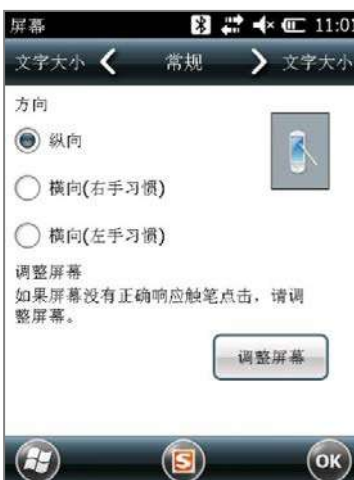 屏幕 11:01
文字大小 常规 文字大小
方向
纵向
横向(右手习惯)
横向(左手习惯)
调整屏幕
如果屏幕没有正确响应触笔点击，请调
整屏幕。
调整屏幕
S OK